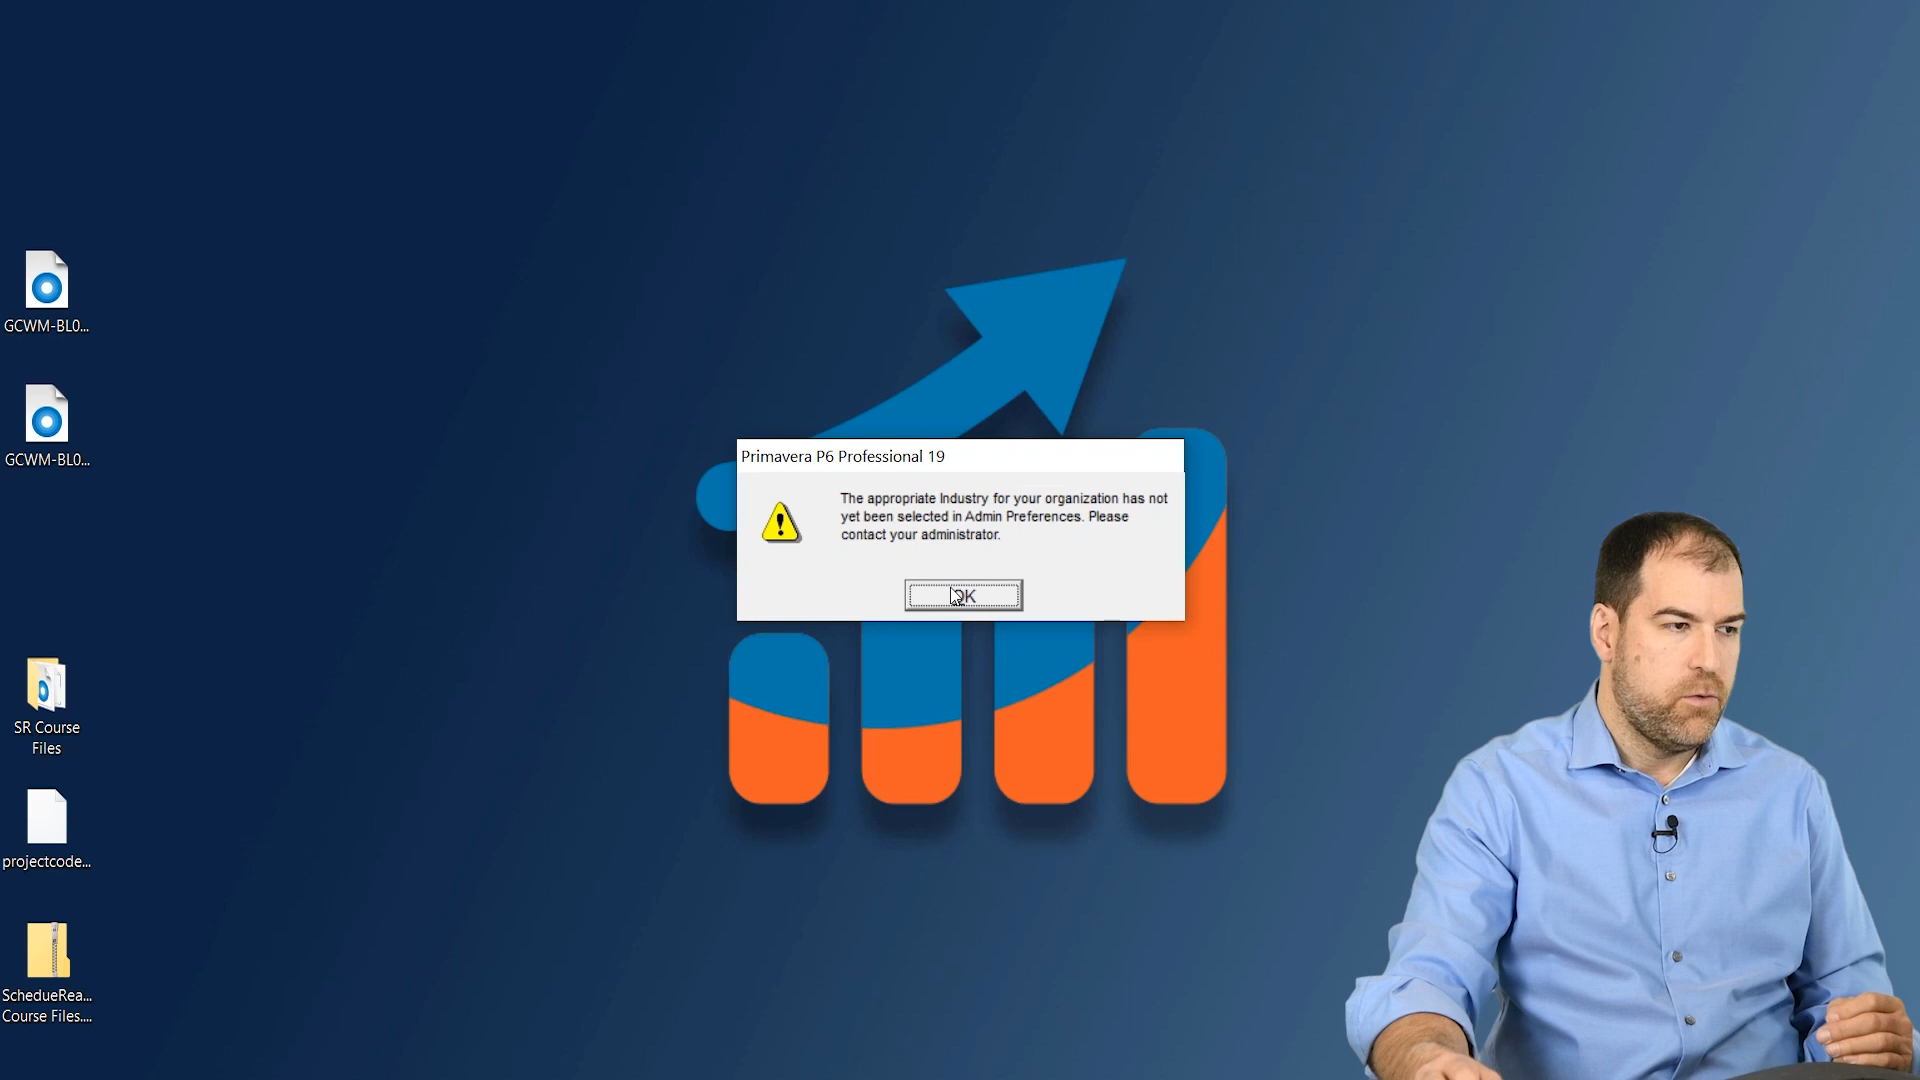 GCWM-BL0...
GCWM-BL0...
SR Course
Files
projectcode...
SchedueRea...
Course Files....
Primavera P6 Professional 19
The appropriate Industry for your organization has not
yet been selected in Admin Preferences. Please
contact your administrator.
OK